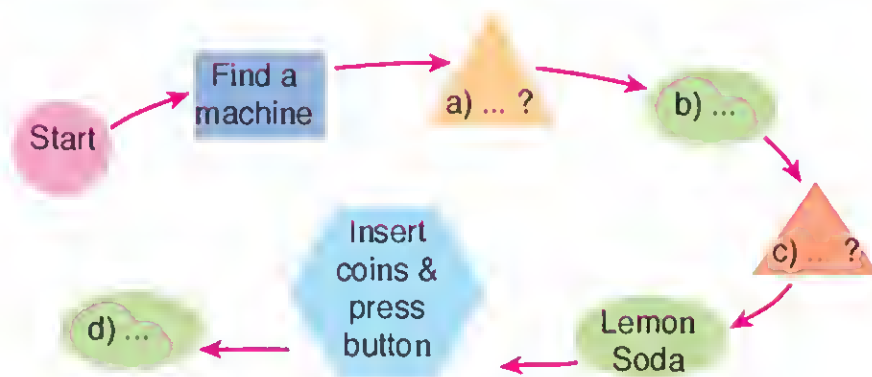 Start
Find a
machine
a) ... ?
b) ...
c) ... ?
Lemon
Soda
Insert
coins &
press
button
d) ...